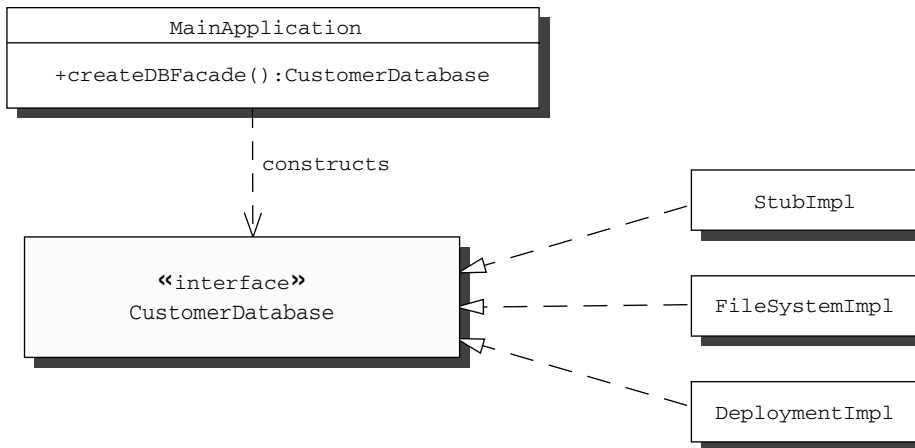 MainApplication
+createDBFacade():CustomerDatabase
constructs
«interface»
CustomerDatabase
StubImpl
FileSystemImpl
DeploymentImpl